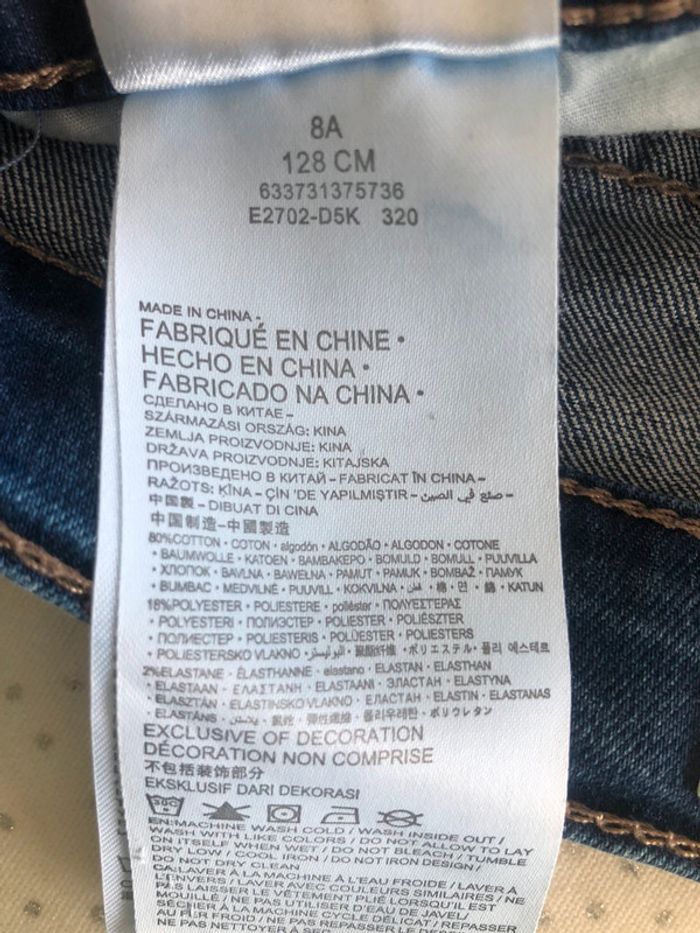 8A
128 CM
633731375736
E2702-D5K 320
MADE IN CHINA -
FABRIQUÉ EN CHINE •
HECHO EN CHINA •
FABRICADO NA CHINA •
СДЕЛАНО В КИТАЕ –
SZÁRMAZÁSI ORSZÁG: KINA
ZEMLJA PROIZVODNJE: KINA
DRŽAVA PROIZVODNJE: KITAJSKA
ПРОИЗВЕДЕНО В КИТАЙ – FABRICAT ÎN CHINA –
RAŽOTS: ĶĪNA – ÇİN 'DE YAPILMIŞTIR – صنع في الصين –
中国製 – DIBUAT DI CINA
中国制造–中國製造
80%COTTON • COTON • algodón • ALGODÃO • ALGODON • COTONE
• BAUMWOLLE • KATOEN • ΒΑΜΒΑΚΕΡΟ • BOMULD • BOMULL • PUUVILLA
• ХЛОПОК • BAVLNA • BAWEŁNA • PAMUT • PAMUK • BOMBAŽ • ПАМУК
• BUMBAC • MEDVILNĖ • PUUVILL • KOKVILNA • قطن • 棉 • 면 • 綿 • KATUN
18%POLYESTER • POLIESTERE • poliéster • ΠΟΛΥΕΣΤΕΡΑΣ
• POLYESTERI • ПОЛИЭСТЕР • POLIESTER • POLIÉSZTER
• ПОЛИЕСТЕР • POLIESTERIS • POLÜESTER • POLIESTERS
• POLIESTERSKO VLAKNO • البوليستر • 聚酯纤维 • ポリエステル • 폴리 에스테르
2%ELASTANE • ÉLASTHANNE • elastano • ELASTAN • ELASTHAN
• ELASTAAN • ΕΛΑΣΤΑΝΗ • ELASTAANI • ЭЛАСТАН • ELASTYNA
• ELASZTÁN • ELASTINSKO VLAKNO • ЕЛАСТАН • ELASTIN • ELASTANAS
• ELASTĀNS • 弹性纤维 • 폴리우레탄 • ポリウレタン
EXCLUSIVE OF DECORATION
DÉCORATION NON COMPRISE
不包括装饰部分
EKSKLUSIF DARI DEKORASI
EN:MACHINE WASH COLD / WASH INSIDE OUT /
WASH WITH LIKE COLORS / DO NOT ALLOW TO LAY
ON ITSELF WHEN WET / DO NOT BLEACH / TUMBLE
DRY LOW / COOL IRON / DO NOT IRON DESIGN /
DO NOT DRY CLEAN
CA:LAVER À LA MACHINE À L'EAU FROIDE / LAVER À
L'ENVERS / LAVER AVEC COULEURS SIMILAIRES / NE
PAS LAISSER LE VÊTEMENT PLIÉ LORSQU'IL EST
MOUILLÉ / NE PAS UTILISER D'EAU DE JAVEL/
SÉCHER À LA MACHINE CYCLE DÉLICAT / REPASSER
AU FER FROID / NE PAS REPASSER LE DESSIN
NE PAS NETTOYER À SEC